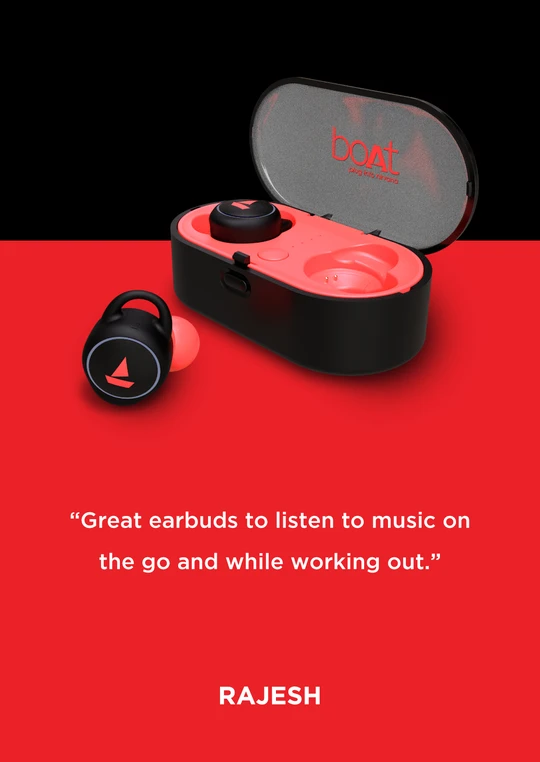 boAt
“Great earbuds to listen to music on
the go and while working out.”
RAJESH